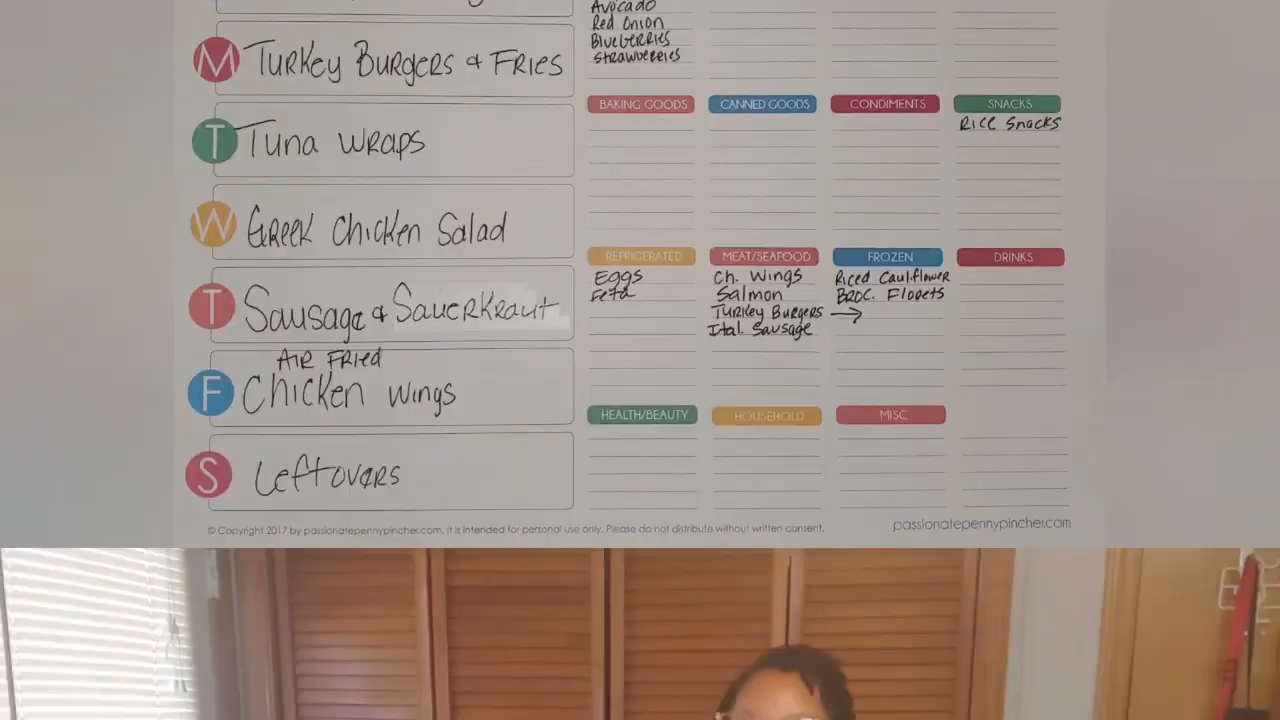 Avocado
Red Onion
Blueberries
Strawberries
M Turkey Burgers & Fries
BAKING GOODS CANNED GOODS CONDIMENTS SNACKS
Rice Snacks
T Tuna Wraps
W Greek Chicken Salad
REFRIGERATED MEAT/SEAFOOD FROZEN DRINKS
Eggs Ch. Wings Riced Cauliflower
Feta Salmon Broc. Florets
Turkey Burgers →
Ital. Sausage
T Sausage & Sauerkraut
Air Fried
F Chicken Wings
HEALTH/BEAUTY HOUSEHOLD MISC
S Leftovers
© Copyright 2017 by passionatepennypincher.com. It is intended for personal use only. Please do not distribute without written consent. passionatepennypincher.com